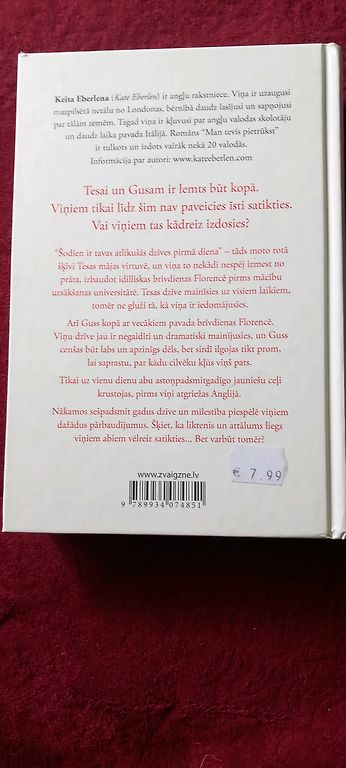 Keita Eberlena (Kate Eberlen) ir angļu rakstniece. Viņa ir uzaugusi
mazpilsētā netālu no Londonas, bērnībā daudz lasījusi un sapņojusi
par tālām zemēm. Tagad viņa ir kļuvusi par angļu valodas skolotāju
un daudz laika pavada Itālijā. Romāns “Man tevis pietrūkst”
ir tulkots un izdots vairāk nekā 20 valodās.
Informācija par autori: www.kateeberlen.com
Tesai un Gusam ir lemts būt kopā.
Viņiem tikai līdz šim nav paveicies īsti satikties.
Vai viņiem tas kādreiz izdosies?
“Šodien ir tavas atlikušās dzīves pirmā diena” – tāds moto rotā
šķīvi Tesas mājas virtuvē, un viņa to nekādi nespēj izmest no
prāta, izbaudot idilliskas brīvdienas Florencē pirms mācību
uzsākšanas universitātē. Tesas dzīve mainīsies uz visiem laikiem,
tomēr ne gluži tā, kā viņa ir iedomājusies.
Arī Guss kopā ar vecākiem pavada brīvdienas Florencē.
Viņu dzīve jau ir negaidīti un dramatiski mainījusies, un Guss
cenšas būt labs un apzinīgs dēls, bet sirdī ilgojas tikt prom,
lai saprastu, par kādu cilvēku kļūs viņš pats.
Tikai uz vienu dienu abu astoņpadsmitgadīgo jauniešu ceļi
krustojas, pirms viņi atgriežas Anglijā.
Nākamos sešpadsmit gadus dzīve un mīlestība piespēlē viņiem
dažādus pārbaudījumus. Šķiet, ka liktenis un attālums liegs
viņiem abiem vēlreiz satikties... Bet varbūt tomēr?
www.zvaigzne.lv
€ 7.99
9 789934 074851